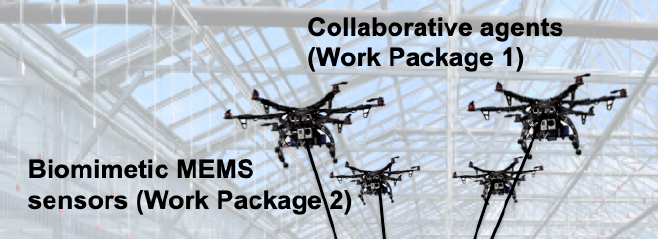 Collaborative agents
(Work Package 1)
Biomimetic MEMS
sensors (Work Package 2)